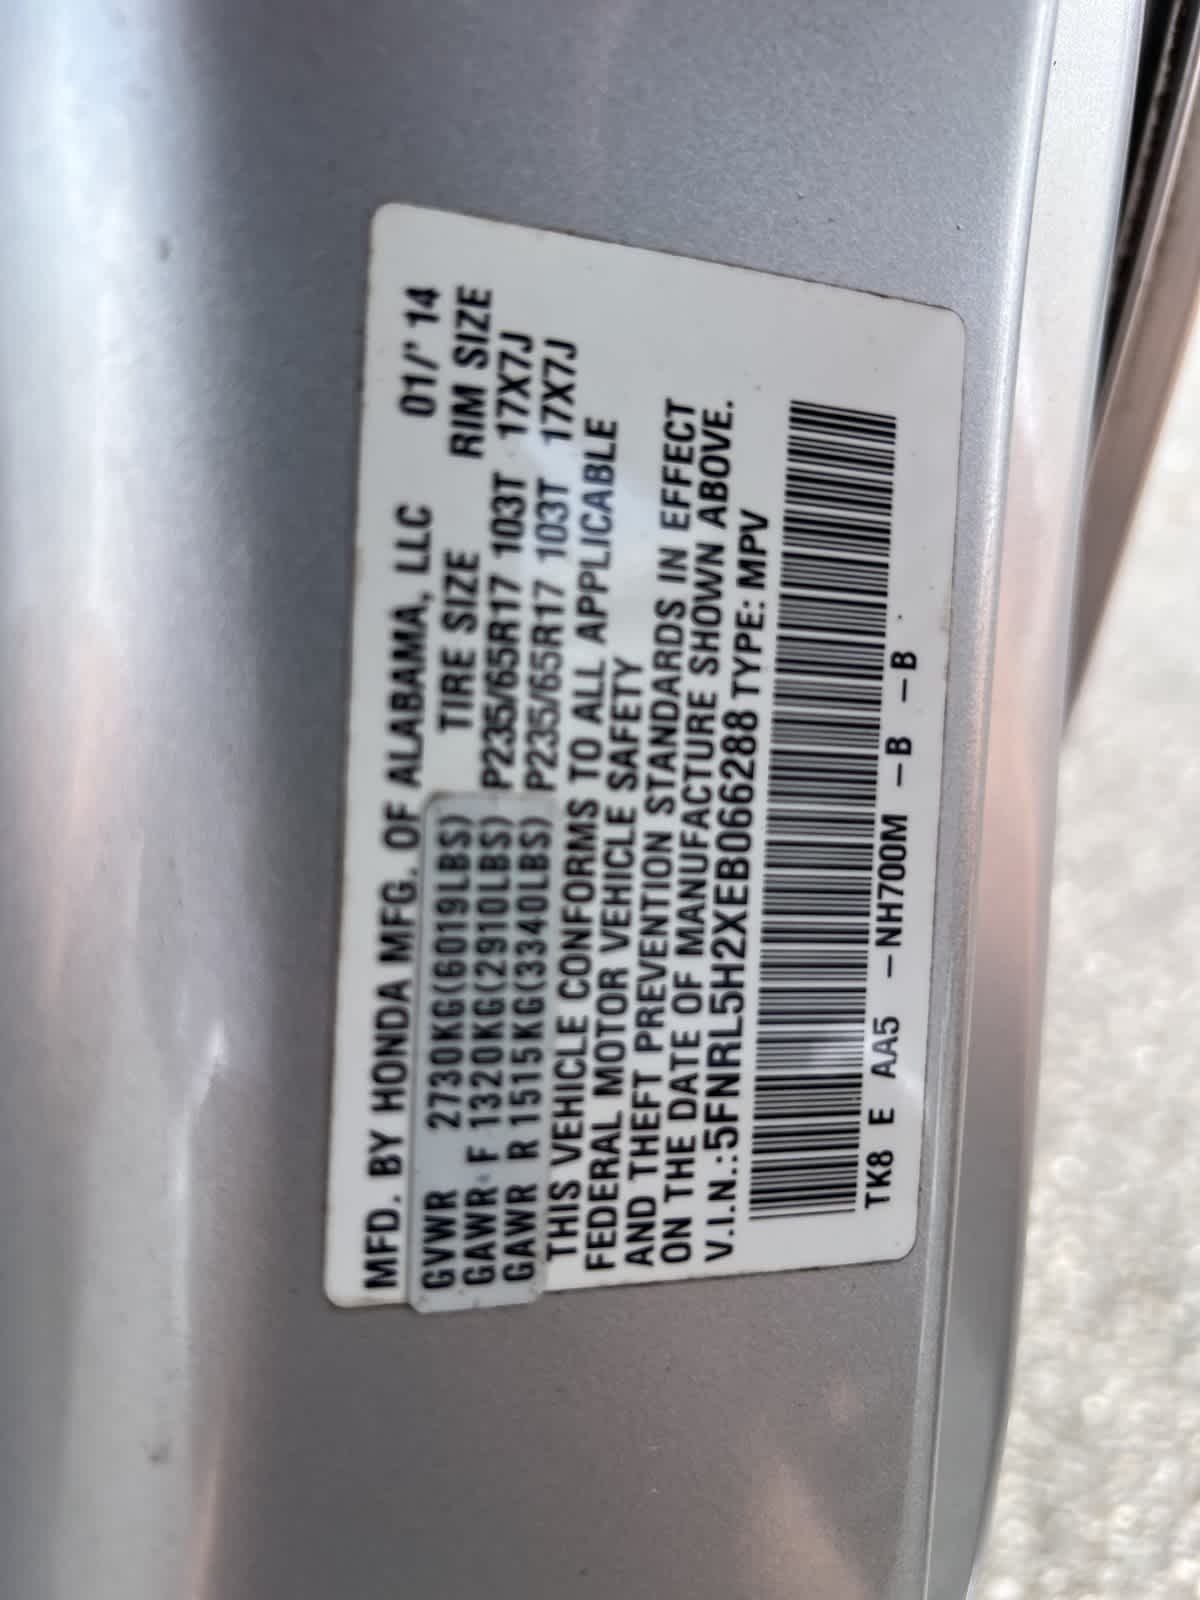 MFD. BY HONDA MFG. OF ALABAMA, LLC 01/'14
TIRE SIZE RIM SIZE
GVWR 2730KG(6019LBS)
GAWR F 1320KG(2910LBS) P235/65R17 103T 17X7J
GAWR R 1515KG(3340LBS) P235/65R17 103T 17X7J
THIS VEHICLE CONFORMS TO ALL APPLICABLE
FEDERAL MOTOR VEHICLE SAFETY
AND THEFT PREVENTION STANDARDS IN EFFECT
ON THE DATE OF MANUFACTURE SHOWN ABOVE.
V.I.N.:5FNRL5H2XEB066288 TYPE: MPV
TK8 E AA5 -NH700M -B -B